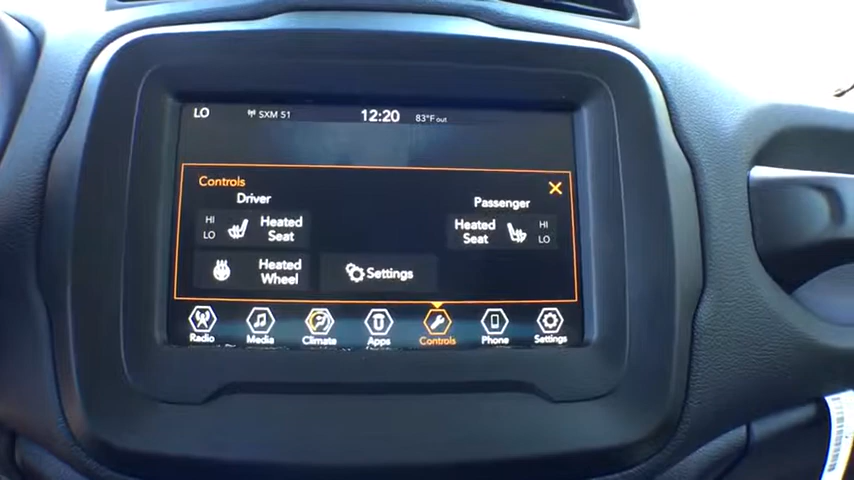 LO SXM 51 12:20 83°F out
Controls
Driver
Passenger
HI
LO
Heated
Seat
Heated
Seat
HI
LO
Heated
Wheel
Settings
Radio Media Climate Apps Controls Phone Settings